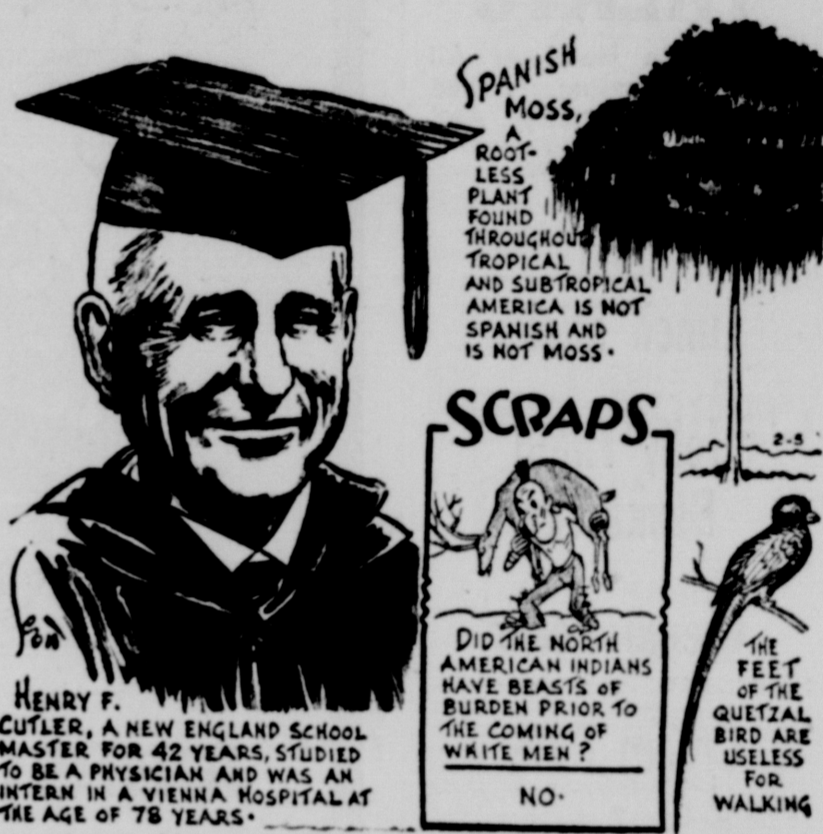 SPANISH
MOSS,
A
ROOT-
LESS
PLANT
FOUND
THROUGHOUT
TROPICAL
AND SUBTROPICAL
AMERICA IS NOT
SPANISH AND
IS NOT MOSS.
2-5
HENRY F.
CUTLER, A NEW ENGLAND SCHOOL
MASTER FOR 42 YEARS, STUDIED
TO BE A PHYSICIAN AND WAS AN
INTERN IN A VIENNA HOSPITAL AT
THE AGE OF 78 YEARS.
SCRAPS
DID THE NORTH
AMERICAN INDIANS
HAVE BEASTS OF
BURDEN PRIOR TO
THE COMING OF
WHITE MEN?
NO.
THE
FEET
OF THE
QUETZAL
BIRD ARE
USELESS
FOR
WALKING